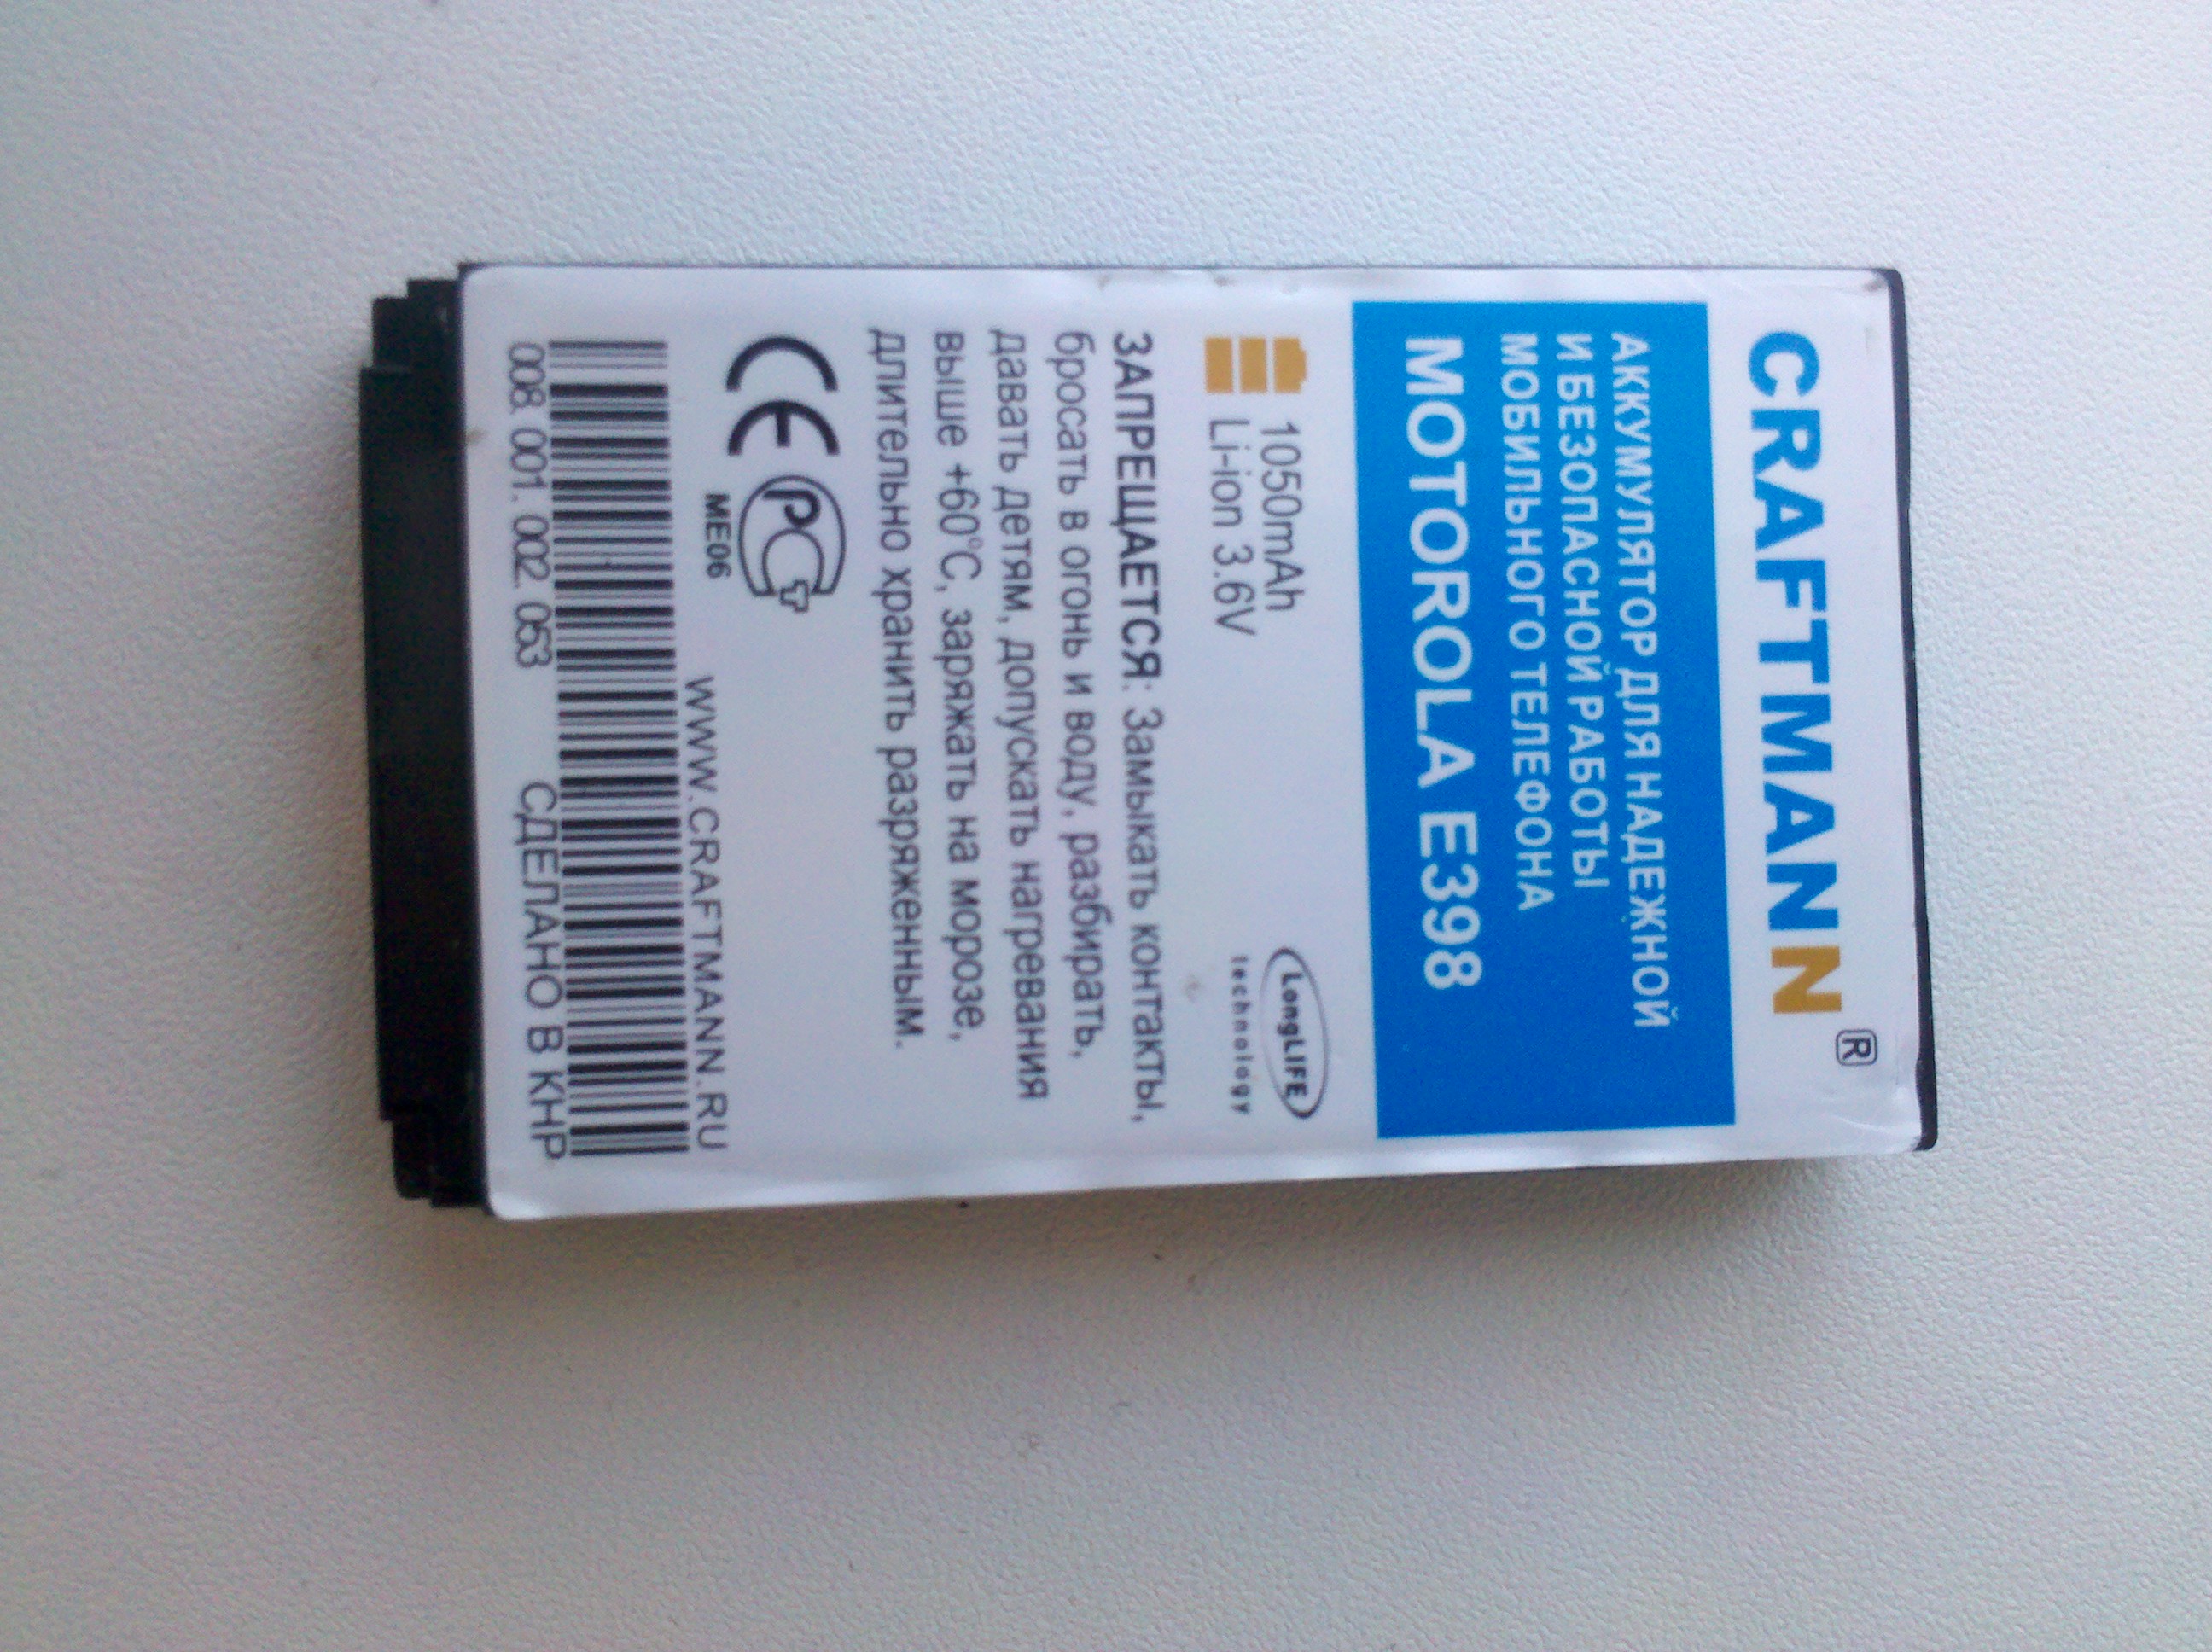 CRAFTMANN ®
АККУМУЛЯТОР ДЛЯ НАДЕЖНОЙ
И БЕЗОПАСНОЙ РАБОТЫ
МОБИЛЬНОГО ТЕЛЕФОНА
MOTOROLA E398
1050mAh
Li-ion 3.6V
LongLIFE
technology
ЗАПРЕЩАЕТСЯ: Замыкать контакты,
бросать в огонь и воду, разбирать,
давать детям, допускать нагревания
выше +60°С, заряжать на морозе,
длительно хранить разряженным.
CE РСТ
ME06
WWW.CRAFTMANN.RU
008. 001. 002. 053
СДЕЛАНО В КНР